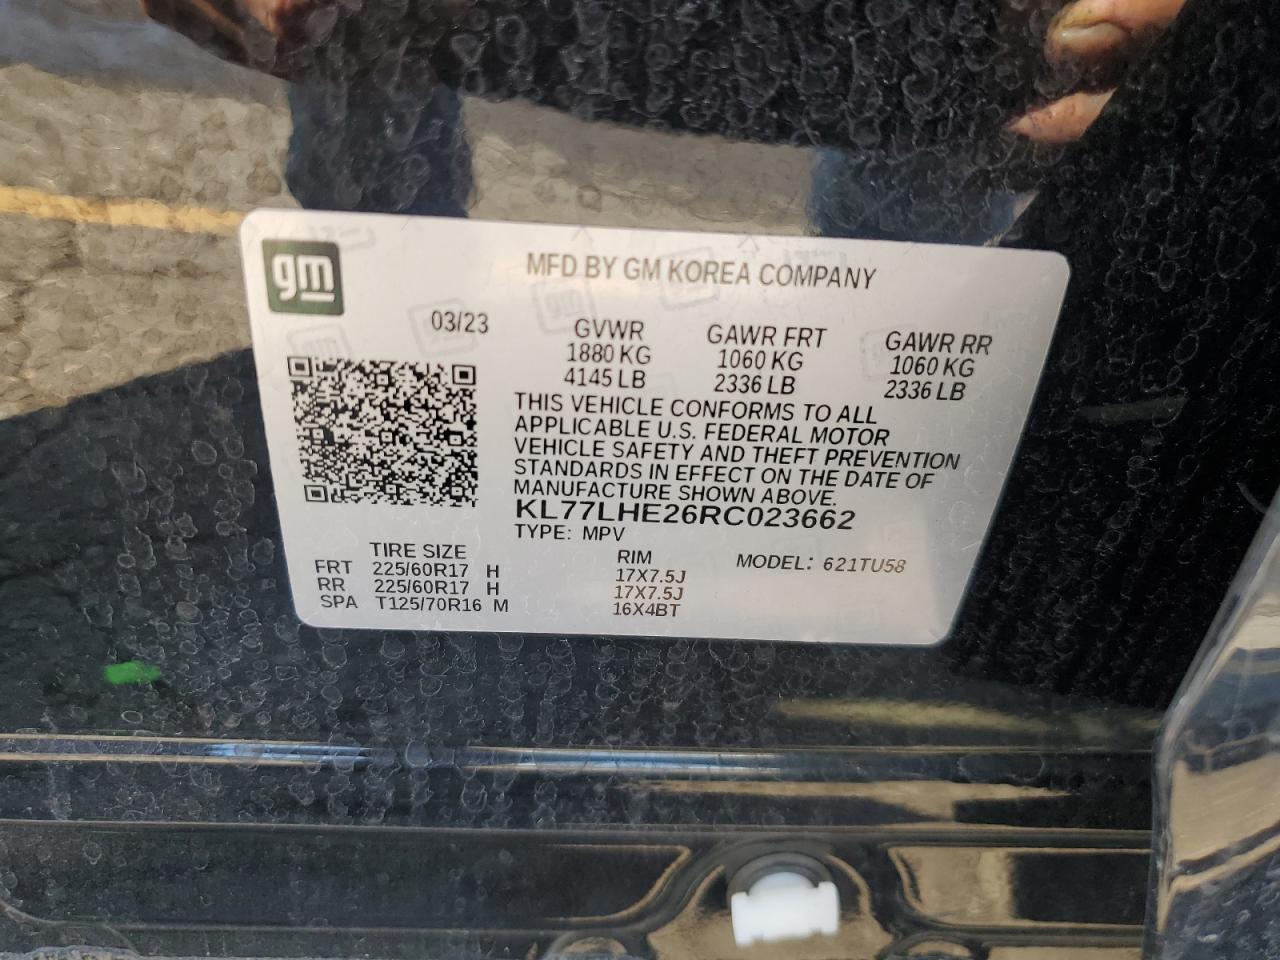 gm
MFD BY GM KOREA COMPANY
03/23
GVWR GAWR FRT GAWR RR
1880 KG 1060 KG 1060 KG
4145 LB 2336 LB 2336 LB
THIS VEHICLE CONFORMS TO ALL
APPLICABLE U.S. FEDERAL MOTOR
VEHICLE SAFETY AND THEFT PREVENTION
STANDARDS IN EFFECT ON THE DATE OF
MANUFACTURE SHOWN ABOVE.
KL77LHE26RC023662
TYPE: MPV
TIRE SIZE RIM MODEL: 621TU58
FRT 225/60R17 H 17X7.5J
RR 225/60R17 H 17X7.5J
SPA T125/70R16 M 16X4BT